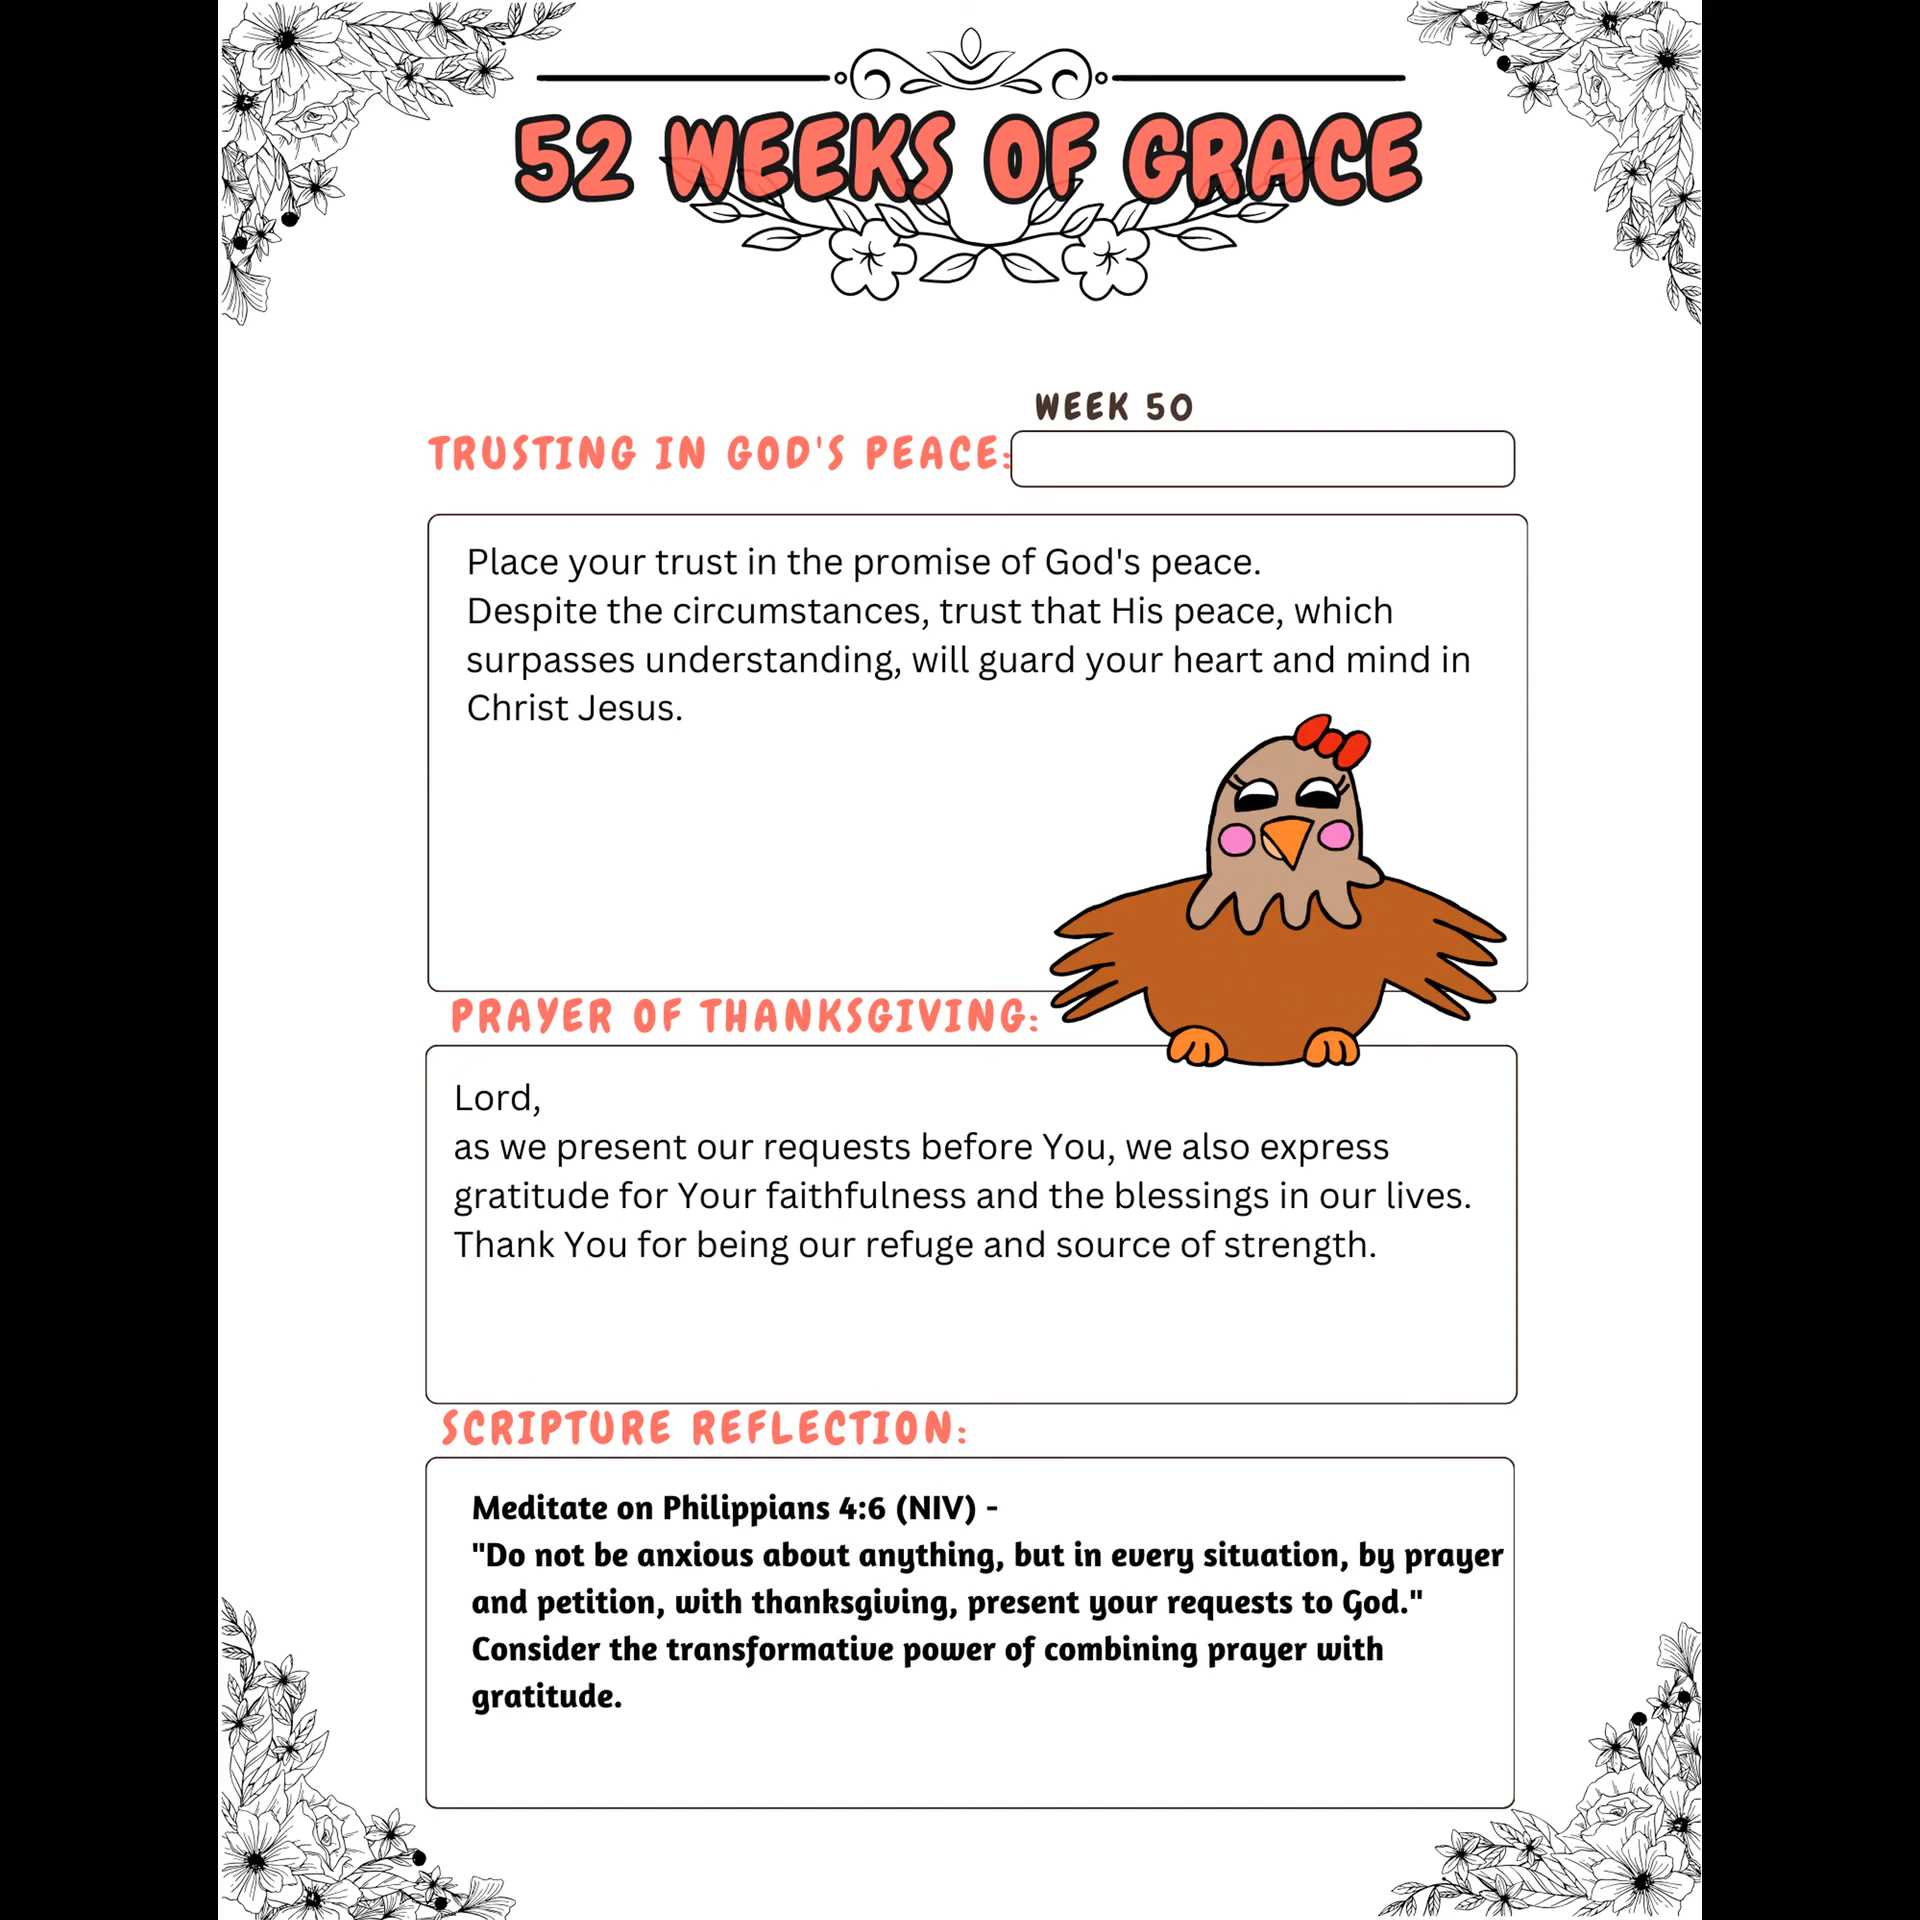 52 WEEKS OF GRACE
WEEK 50
TRUSTING IN GOD'S PEACE:
Place your trust in the promise of God's peace.
Despite the circumstances, trust that His peace, which
surpasses understanding, will guard your heart and mind in
Christ Jesus.
PRAYER OF THANKSGIVING:
Lord,
as we present our requests before You, we also express
gratitude for Your faithfulness and the blessings in our lives.
Thank You for being our refuge and source of strength.
SCRIPTURE REFLECTION:
Meditate on Philippians 4:6 (NIV) -
"Do not be anxious about anything, but in every situation, by prayer
and petition, with thanksgiving, present your requests to God."
Consider the transformative power of combining prayer with
gratitude.